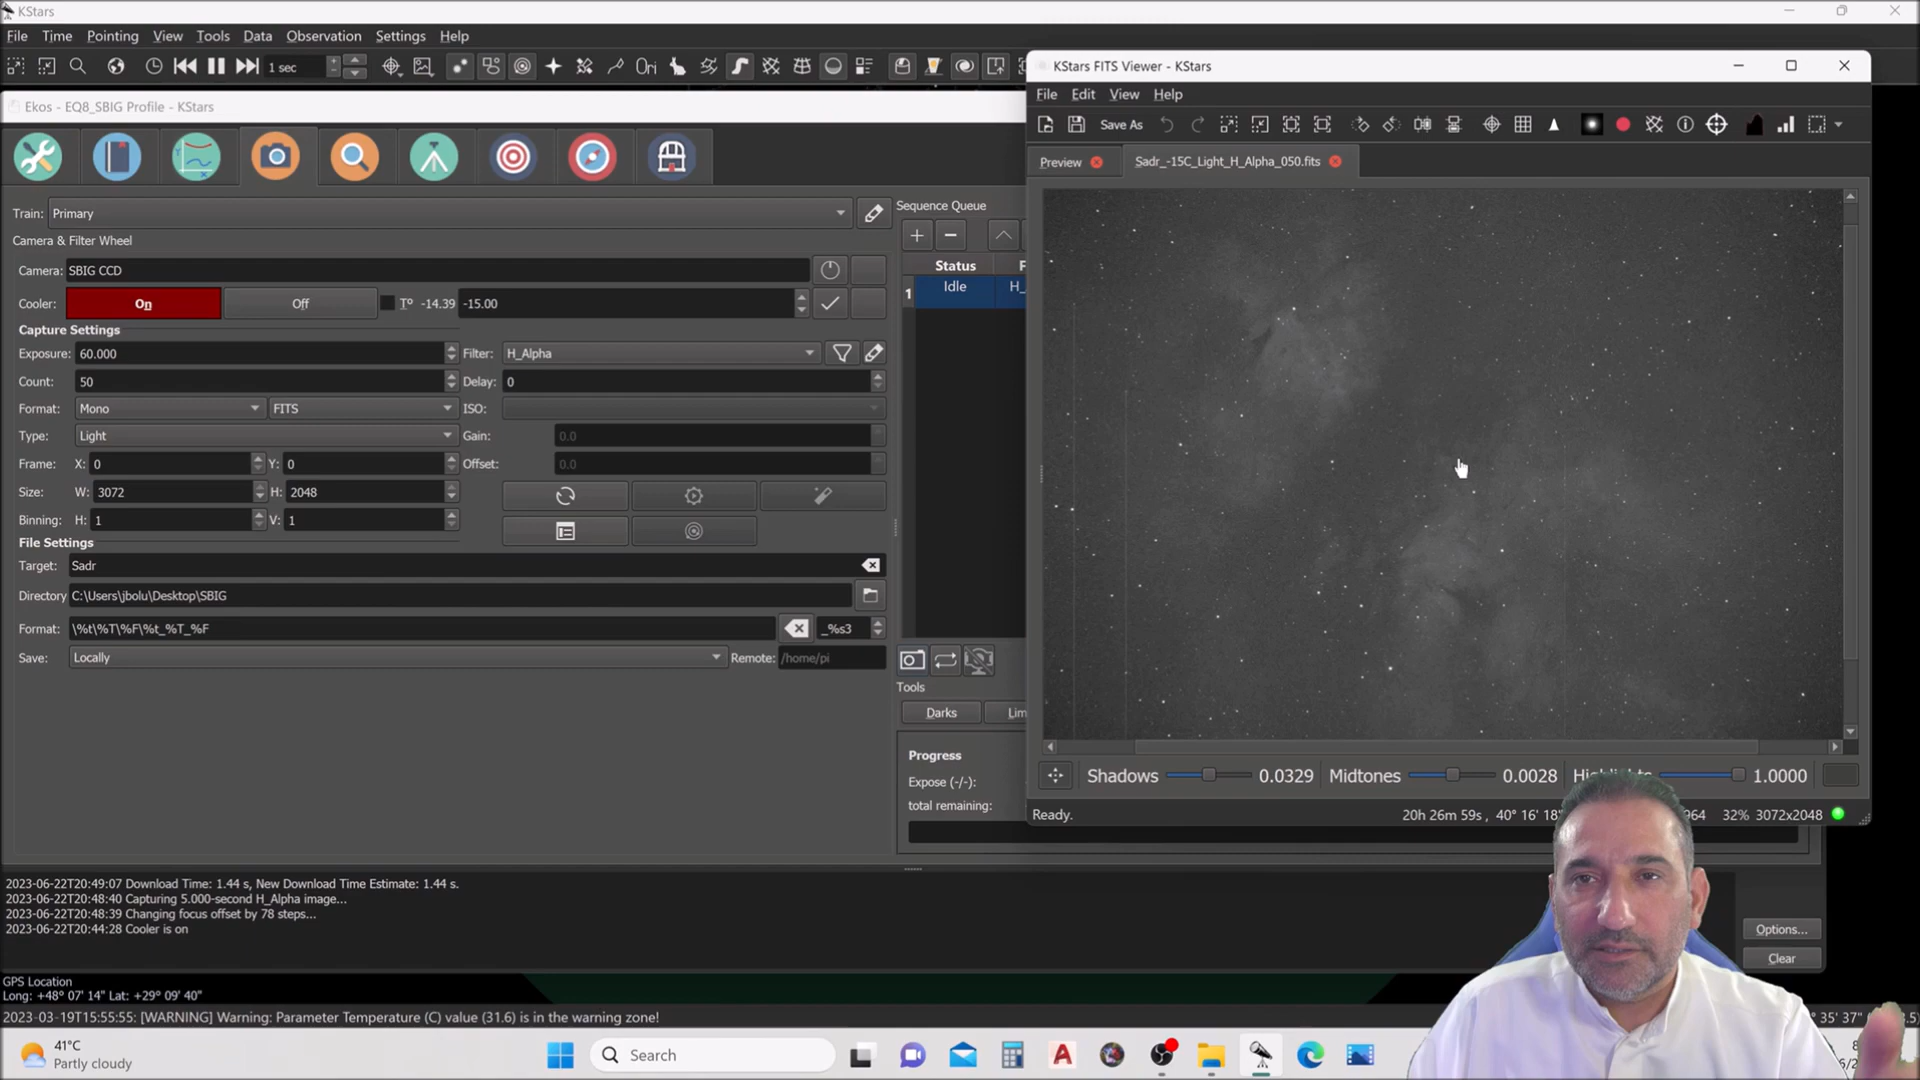 KStars
File Time Pointing View Tools Data Observation Settings Help
1 sec
Ori
Ekos - EQ8_SBIG Profile - KStars
Train: Primary
Camera & Filter Wheel
Camera: SBIG CCD
Cooler: On Off Tº -14.39 -15.00
Capture Settings
Exposure: 60.000 Filter: H_Alpha
Count: 50 Delay: 0
Format: Mono FITS ISO:
Type: Light Gain: 0.0
Frame: X: 0 Y: 0 Offset: 0.0
Size: W: 3072 H: 2048
Binning: H: 1 V: 1
File Settings
Target: Sadr
Directory C:\Users\jbolu\Desktop\SBIG
Format: \%t\%T\%F\%t_%T_%F _%s3
Save: Locally Remote: /home/pi
Sequence Queue
Status F
1 Idle H_
Tools
Darks Lim
Progress
Expose (-/-):
total remaining:
KStars FITS Viewer - KStars
File Edit View Help
Save As
Preview Sadr_-15C_Light_H_Alpha_050.fits
Shadows 0.0329 Midtones 0.0028 Highlights 1.0000
Ready. 20h 26m 59s , 40° 16' 18" 964 32% 3072x2048
2023-06-22T20:49:07 Download Time: 1.44 s, New Download Time Estimate: 1.44 s.
2023-06-22T20:48:40 Capturing 5.000-second H_Alpha image...
2023-06-22T20:48:39 Changing focus offset by 78 steps...
2023-06-22T20:44:28 Cooler is on
Options...
Clear
GPS Location
Long: +48° 07' 14" Lat: +29° 09' 40"
2023-03-19T15:55:55: [WARNING] Warning: Parameter Temperature (C) value (31.6) is in the warning zone!
35' 37"
41°C
Partly cloudy
Search